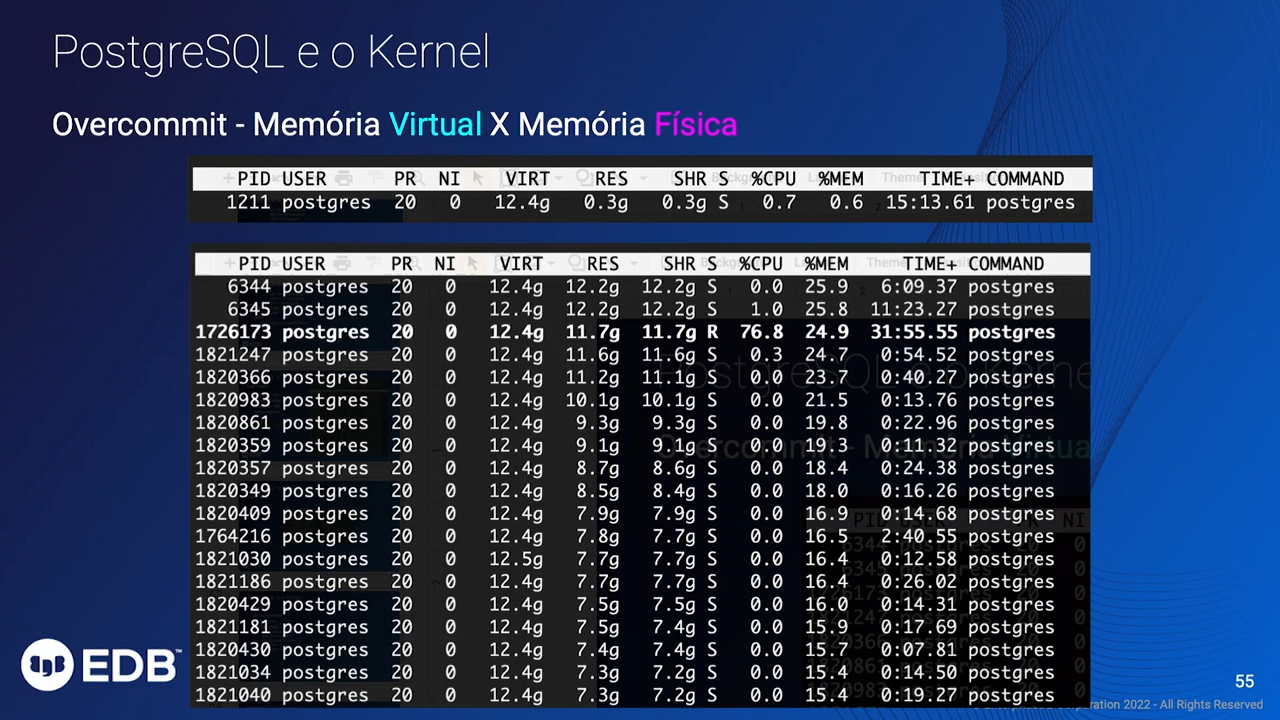 PostgreSQL e o Kernel
Overcommit - Memória Virtual X Memória Física
PID USER PR NI VIRT RES SHR S %CPU %MEM TIME+ COMMAND
1211 postgres 20 0 12.4g 0.3g 0.3g S 0.7 0.6 15:13.61 postgres
PID USER PR NI VIRT RES SHR S %CPU %MEM TIME+ COMMAND
6344 postgres 20 0 12.4g 12.2g 12.2g S 0.0 25.9 6:09.37 postgres
6345 postgres 20 0 12.4g 12.2g 12.2g S 1.0 25.8 11:23.27 postgres
1726173 postgres 20 0 12.4g 11.7g 11.7g R 76.8 24.9 31:55.55 postgres
1821247 postgres 20 0 12.4g 11.6g 11.6g S 0.3 24.7 0:54.52 postgres
1820366 postgres 20 0 12.4g 11.2g 11.1g S 0.0 23.7 0:40.27 postgres
1820983 postgres 20 0 12.4g 10.1g 10.1g S 0.0 21.5 0:13.76 postgres
1820861 postgres 20 0 12.4g 9.3g 9.3g S 0.0 19.8 0:22.96 postgres
1820359 postgres 20 0 12.4g 9.1g 9.1g S 0.0 19.3 0:11.32 postgres
1820357 postgres 20 0 12.4g 8.7g 8.6g S 0.0 18.4 0:24.38 postgres
1820349 postgres 20 0 12.4g 8.5g 8.4g S 0.0 18.0 0:16.26 postgres
1820409 postgres 20 0 12.4g 7.9g 7.9g S 0.0 16.9 0:14.68 postgres
1764216 postgres 20 0 12.4g 7.8g 7.7g S 0.0 16.5 2:40.55 postgres
1821030 postgres 20 0 12.5g 7.7g 7.7g S 0.0 16.4 0:12.58 postgres
1821186 postgres 20 0 12.4g 7.7g 7.7g S 0.0 16.4 0:26.02 postgres
1820429 postgres 20 0 12.4g 7.5g 7.5g S 0.0 16.0 0:14.31 postgres
1821181 postgres 20 0 12.4g 7.5g 7.4g S 0.0 15.9 0:17.69 postgres
1820430 postgres 20 0 12.4g 7.4g 7.4g S 0.0 15.7 0:07.81 postgres
1821034 postgres 20 0 12.4g 7.3g 7.2g S 0.0 15.4 0:14.50 postgres
1821040 postgres 20 0 12.4g 7.3g 7.2g S 0.0 15.4 0:19.27 postgres
EDB™
55
ration 2022 - All Rights Reserved